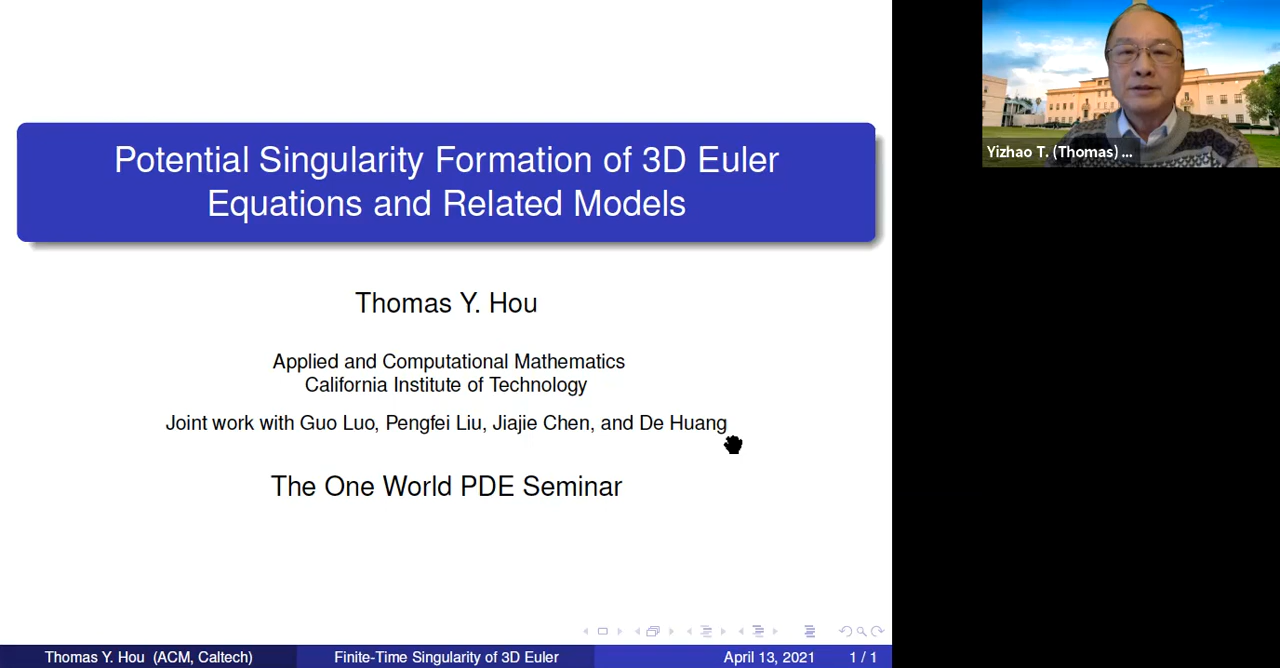 Potential Singularity Formation of 3D Euler
Equations and Related Models
Thomas Y. Hou
Applied and Computational Mathematics
California Institute of Technology
Joint work with Guo Luo, Pengfei Liu, Jiajie Chen, and De Huang
The One World PDE Seminar
Thomas Y. Hou (ACM, Caltech)
Finite-Time Singularity of 3D Euler
April 13, 2021
1 / 1
Yizhao T. (Thomas) ...